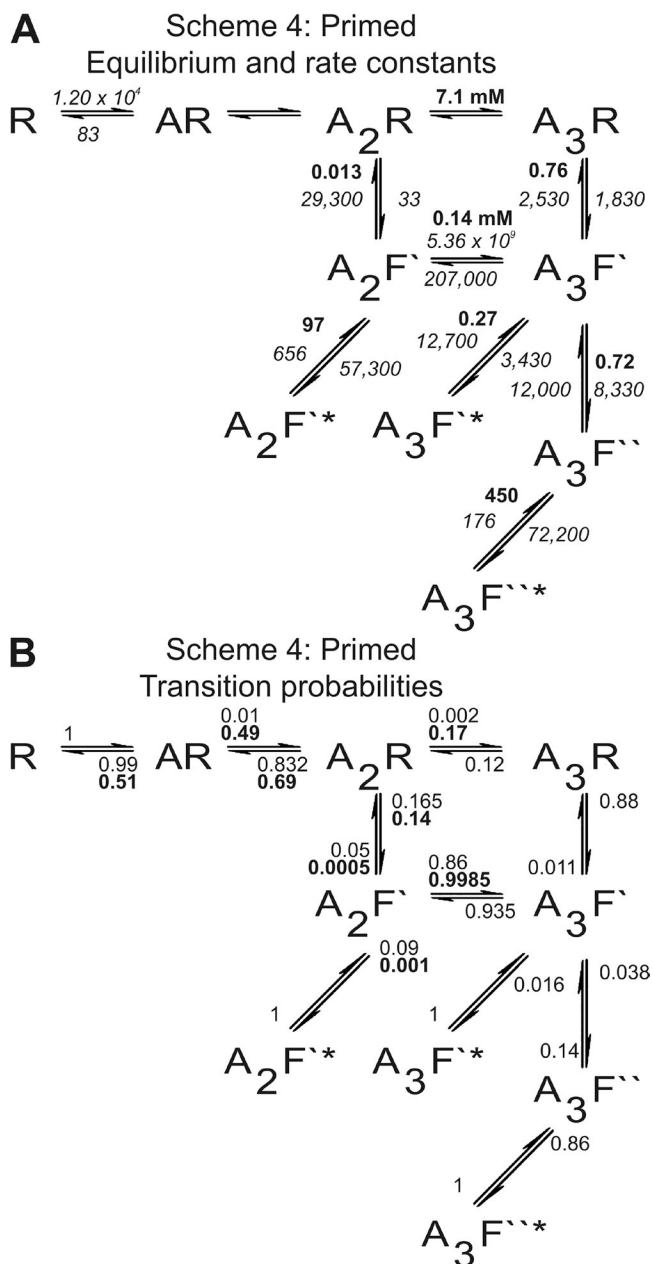 A
Scheme 4: Primed
Equilibrium and rate constants
1.20 x 10⁴
7.1 mM
R AR A₂R A₃R
83
0.013 0.76
29,300 33 2,530 1,830
0.14 mM
5.36 x 10⁹
A₂F` A₃F`
207,000
97 0.27
656 12,700
57,300 3,430 0.72
12,000 8,330
A₂F`* A₃F`*
A₃F``
450
176 72,200
A₃F``*
B
Scheme 4: Primed
Transition probabilities
1 0.01 0.002
0.49 0.17
R AR A₂R A₃R
0.99 0.832 0.12
0.51 0.69
0.165 0.88
0.14
0.05 0.86 0.011
0.0005 0.9985
A₂F` A₃F`
0.935
0.09
0.001
0.016 0.038
1 1
0.14
A₂F`* A₃F`*
A₃F``
0.86
1
A₃F``*